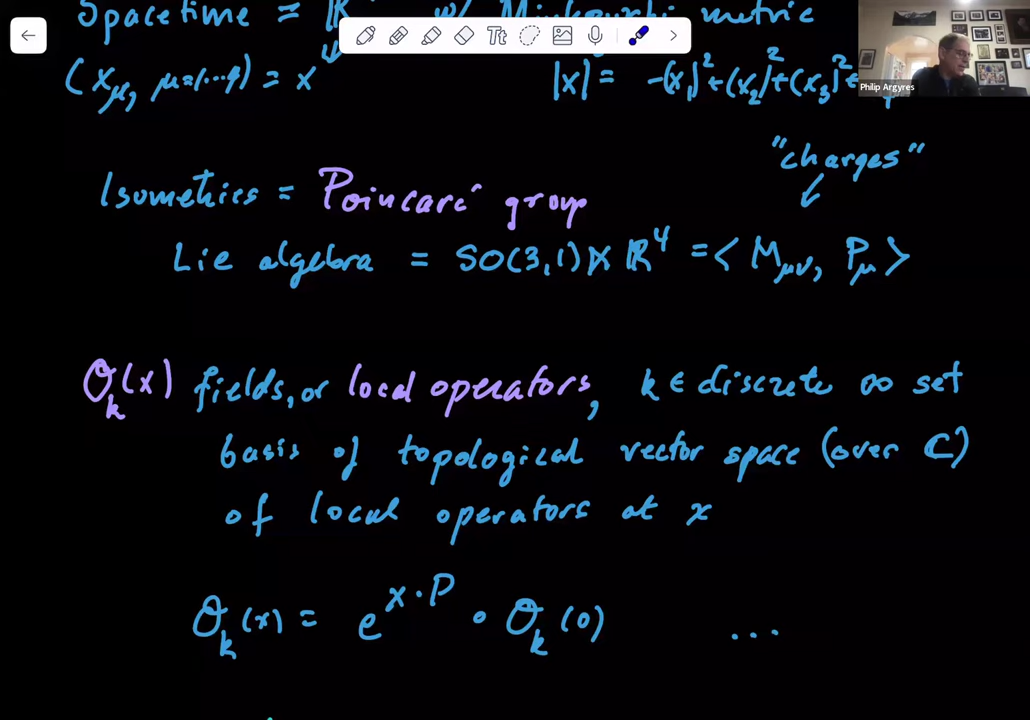 Spacetime = ℝ w/ Minkowski metric
(x_μ, μ=1...4) = x
|x|² = -(x₁)²+(x₂)²+(x₃)²+
Philip Argyres
"charges"
Isometries = Poincaré group
Lie algebra = SO(3,1)⋉ℝ⁴ = < M_μν, P_μ >
O_k(x) fields, or local operators, k ∈ discrete ∞ set
basis of topological vector space (over ℂ)
of local operators at x
O_k(x) = e^{x·P} ∘ O_k(0) ...
Tt